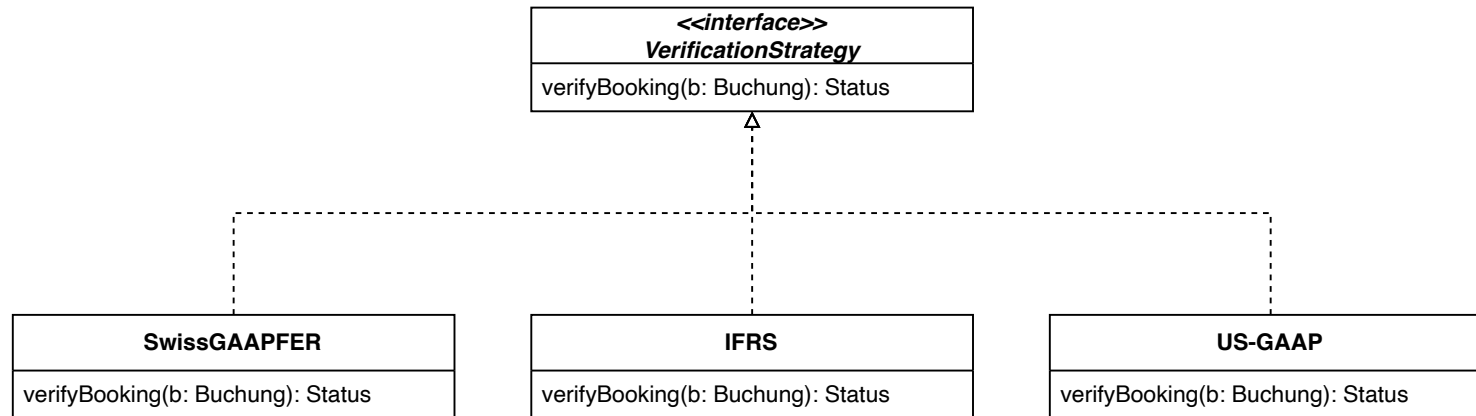 <<interface>>
VerificationStrategy
verifyBooking(b: Buchung): Status
SwissGAAPFER
verifyBooking(b: Buchung): Status
IFRS
verifyBooking(b: Buchung): Status
US-GAAP
verifyBooking(b: Buchung): Status